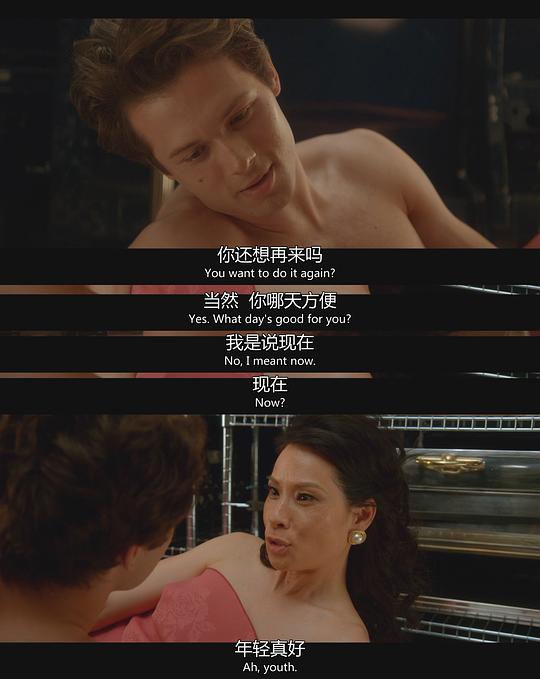 你还想再来吗
You want to do it again?
当然 你哪天方便
Yes. What day's good for you?
我是说现在
No, I meant now.
现在
Now?
年轻真好
Ah, youth.